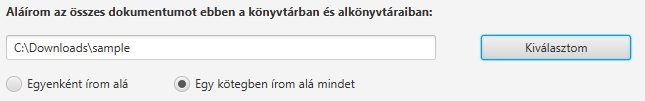 Aláírom az összes dokumentumot ebben a könyvtárban és alkönyvtáraiban:
C:\Downloads\sample
Kiválasztom
Egyenként írom alá
Egy kötegben írom alá mindet